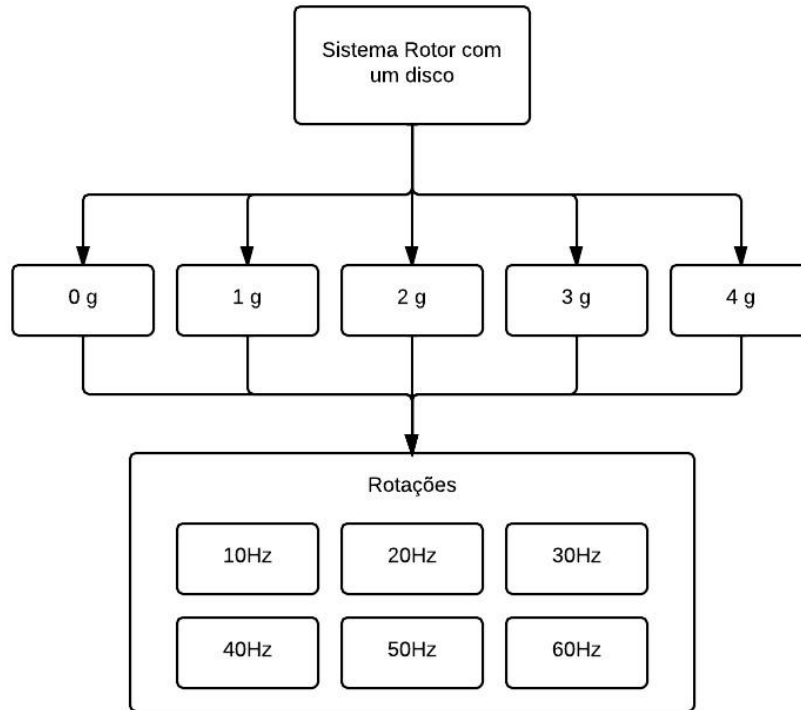 Sistema Rotor com
um disco
0 g
1 g
2 g
3 g
4 g
Rotações
10Hz
20Hz
30Hz
40Hz
50Hz
60Hz